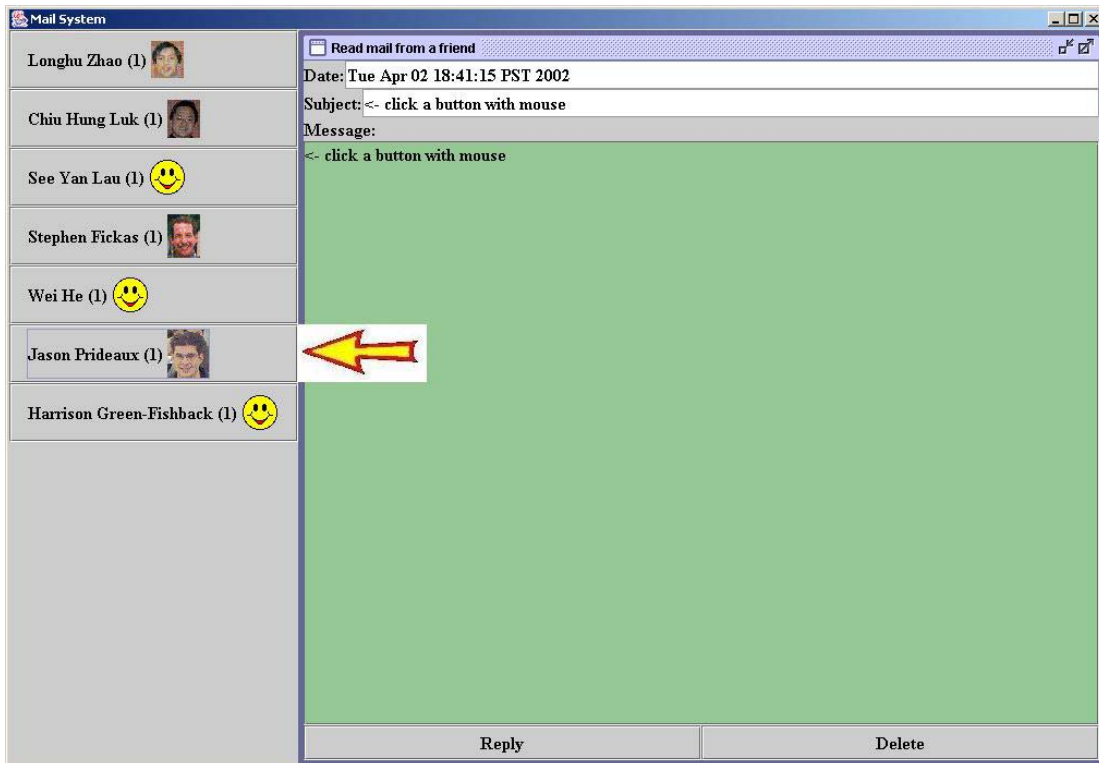 Mail System
Longhu Zhao (1)
Chiu Hung Luk (1)
See Yan Lau (1)
Stephen Fickas (1)
Wei He (1)
Jason Prideaux (1)
Harrison Green-Fishback (1)
Read mail from a friend
Date: Tue Apr 02 18:41:15 PST 2002
Subject: <- click a button with mouse
Message:
<- click a button with mouse
Reply
Delete